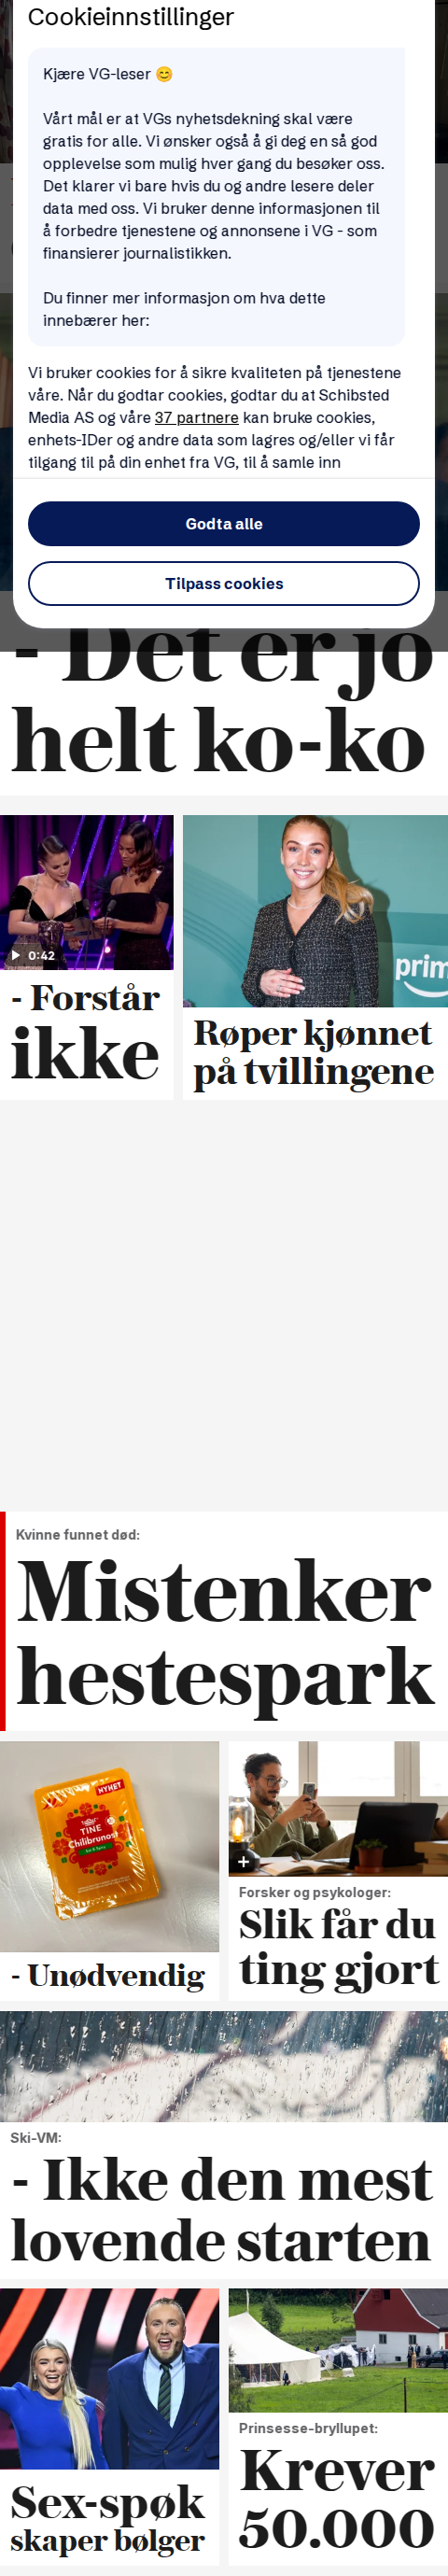 Cookieinnstillinger
Kjære VG-leser 😊
Vårt mål er at VGs nyhetsdekning skal være
gratis for alle. Vi ønsker også å gi deg en så god
opplevelse som mulig hver gang du besøker oss.
Det klarer vi bare hvis du og andre lesere deler
data med oss. Vi bruker denne informasjonen til
å forbedre tjenestene og annonsene i VG - som
finansierer journalistikken.
Du finner mer informasjon om hva dette
innebærer her:
Vi bruker cookies for å sikre kvaliteten på tjenestene
våre. Når du godtar cookies, godtar du at Schibsted
Media AS og våre 37 partnere kan bruke cookies,
enhets-IDer og andre data som lagres og/eller vi får
tilgang til på din enhet fra VG, til å samle inn
Godta alle
Tilpass cookies
- Det er jo
helt ko-ko
0:42
- Forstår
ikke
prim
Røper kjønnet
på tvillingene
Kvinne funnet død:
Mistenker
hestespark
NYHET
TINE
Chilibrunost
- Unødvendig
Forsker og psykologer:
Slik får du
ting gjort
Ski-VM:
- Ikke den mest
lovende starten
Sex-spøk
skaper bølger
Prinsesse-bryllupet:
Krever
50.000